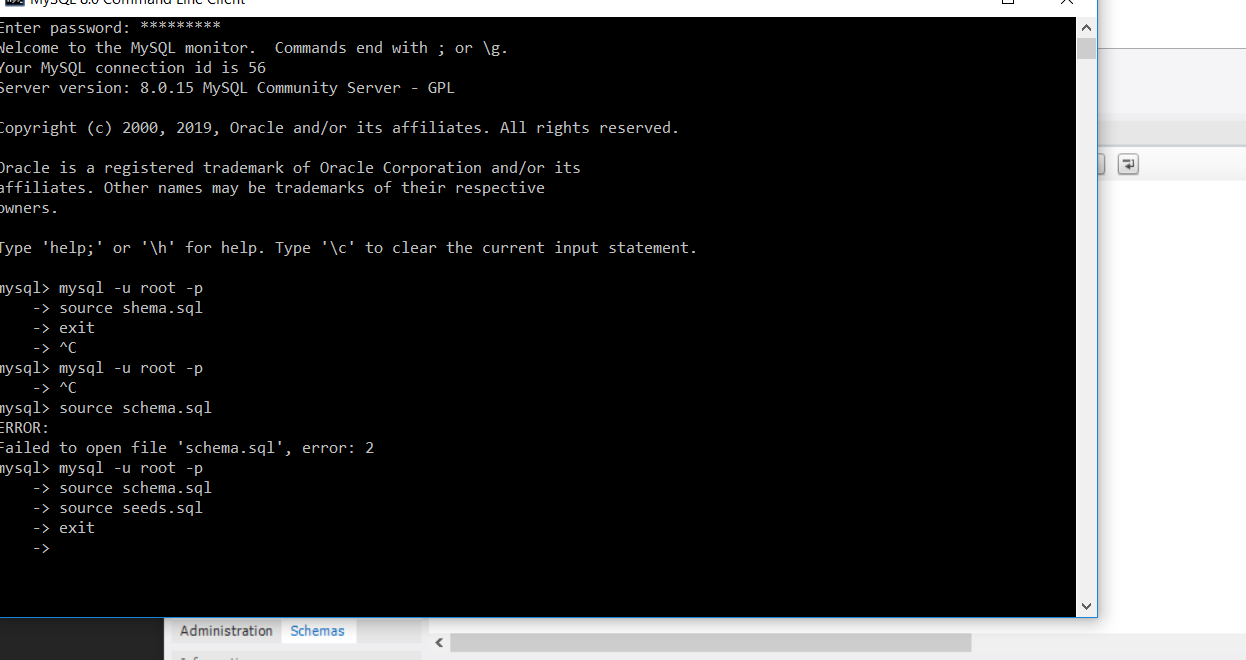 MySQL 8.0 Command Line Client
Enter password: *********
Welcome to the MySQL monitor.  Commands end with ; or \g.
Your MySQL connection id is 56
Server version: 8.0.15 MySQL Community Server - GPL
Copyright (c) 2000, 2019, Oracle and/or its affiliates. All rights reserved.
Oracle is a registered trademark of Oracle Corporation and/or its
affiliates. Other names may be trademarks of their respective
owners.
Type 'help;' or '\h' for help. Type '\c' to clear the current input statement.
mysql> mysql -u root -p
    -> source shema.sql
    -> exit
    -> ^C
mysql> mysql -u root -p
    -> ^C
mysql> source schema.sql
ERROR:
Failed to open file 'schema.sql', error: 2
mysql> mysql -u root -p
    -> source schema.sql
    -> source seeds.sql
    -> exit
    ->
Administration Schemas